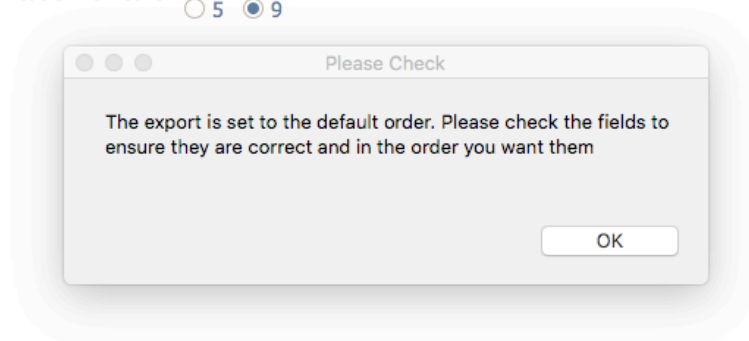 5 9
Please Check
The export is set to the default order. Please check the fields to
ensure they are correct and in the order you want them
OK